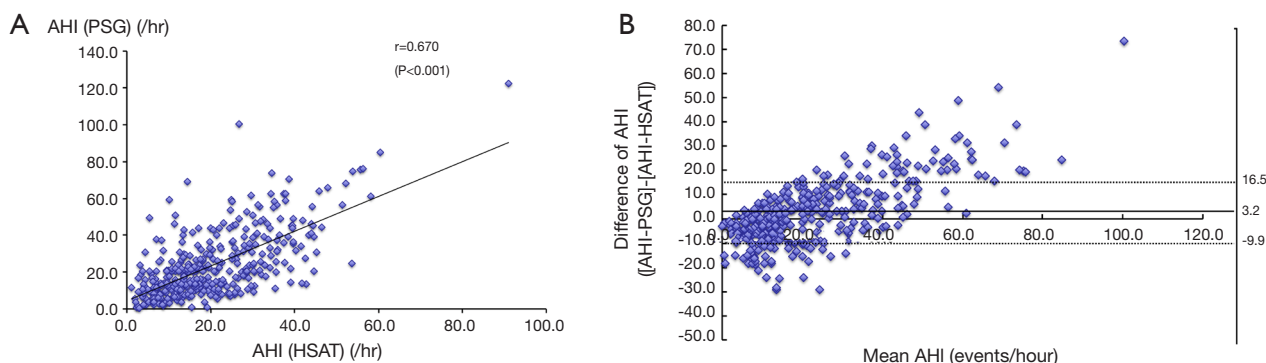 A
AHI (PSG) (/hr)
r=0.670
(P<0.001)
140.0
120.0
100.0
80.0
60.0
40.0
20.0
0.0
0.0 20.0 40.0 60.0 80.0 100.0
AHI (HSAT) (/hr)
B
Difference of AHI
([AHI-PSG]-[AHI-HSAT])
80.0
70.0
60.0
50.0
40.0
30.0
20.0
10.0
0.0
-10.0
-20.0
-30.0
-40.0
-50.0
0.0 20.0 40.0 60.0 80.0 100.0 120.0
16.5
3.2
-9.9
Mean AHI (events/hour)